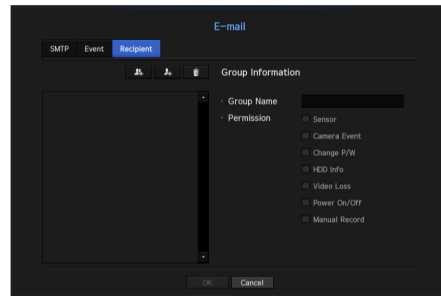 E-mail
SMTP Event Recipient
Group Information
Group Name
Permission
Sensor
Camera Event
Change P/W
HDD Info
Video Loss
Power On/Off
Manual Record
OK Cancel